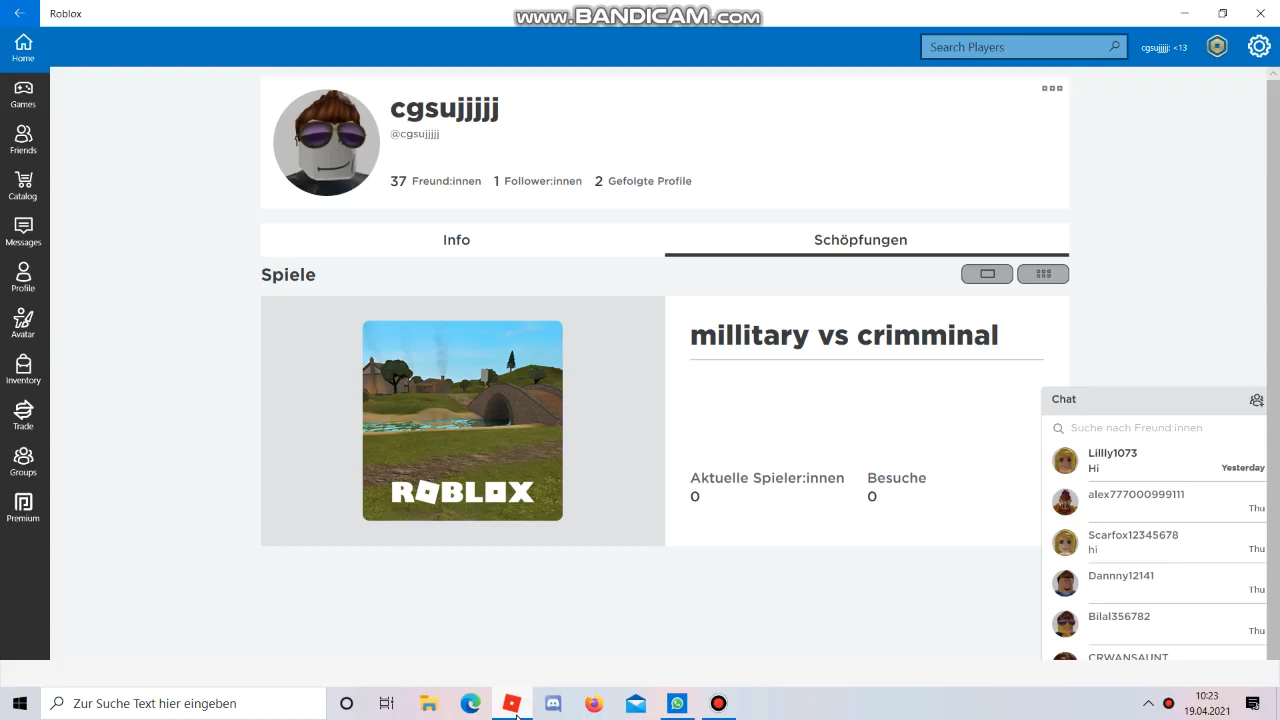 Roblox
www.BANDICAM.com
Home
Search Players
cgsujjjjj: <13
Games
Friends
Catalog
Messages
Profile
Avatar
Inventory
Trade
Groups
Premium
cgsujjjjj
@cgsujjjjj
37 Freund:innen 1 Follower:innen 2 Gefolgte Profile
Info Schöpfungen
Spiele
ROBLOX
millitary vs crimminal
Aktuelle Spieler:innen Besuche
0 0
Chat
Suche nach Freund:innen
Lillly1073
Hi Yesterday
alex777000999111
Thu
Scarfox12345678
hi Thu
Dannny12141
Thu
Bilal356782
Thu
CRWANSAUNT
Zur Suche Text hier eingeben
10:23
19.04.2021